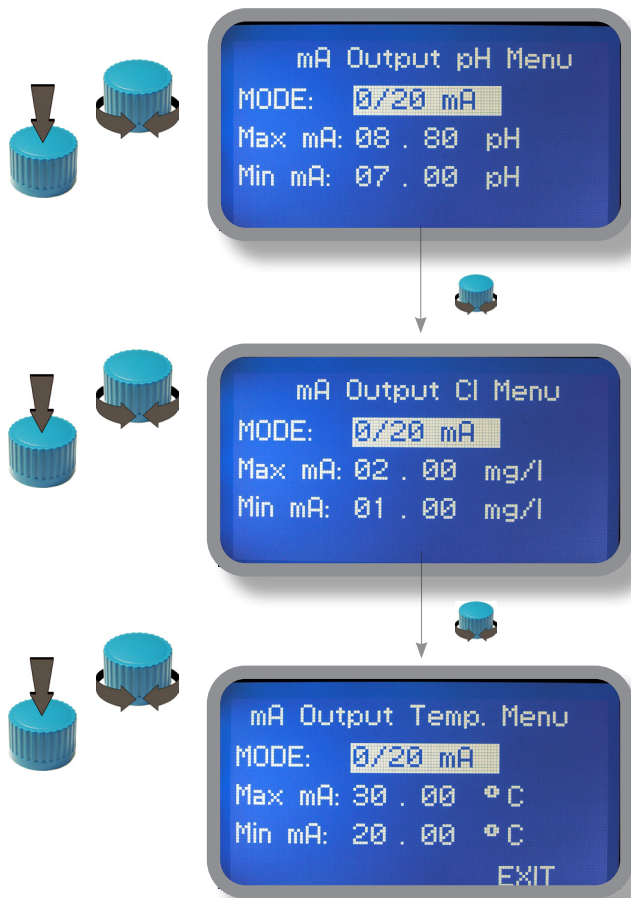 mA Output pH Menu
MODE: 0/20 mA
Max mA: 08 . 80 pH
Min mA: 07 . 00 pH
mA Output Cl Menu
MODE: 0/20 mA
Max mA: 02 . 00 mg/l
Min mA: 01 . 00 mg/l
mA Output Temp. Menu
MODE: 0/20 mA
Max mA: 30 . 00 °C
Min mA: 20 . 00 °C
EXIT